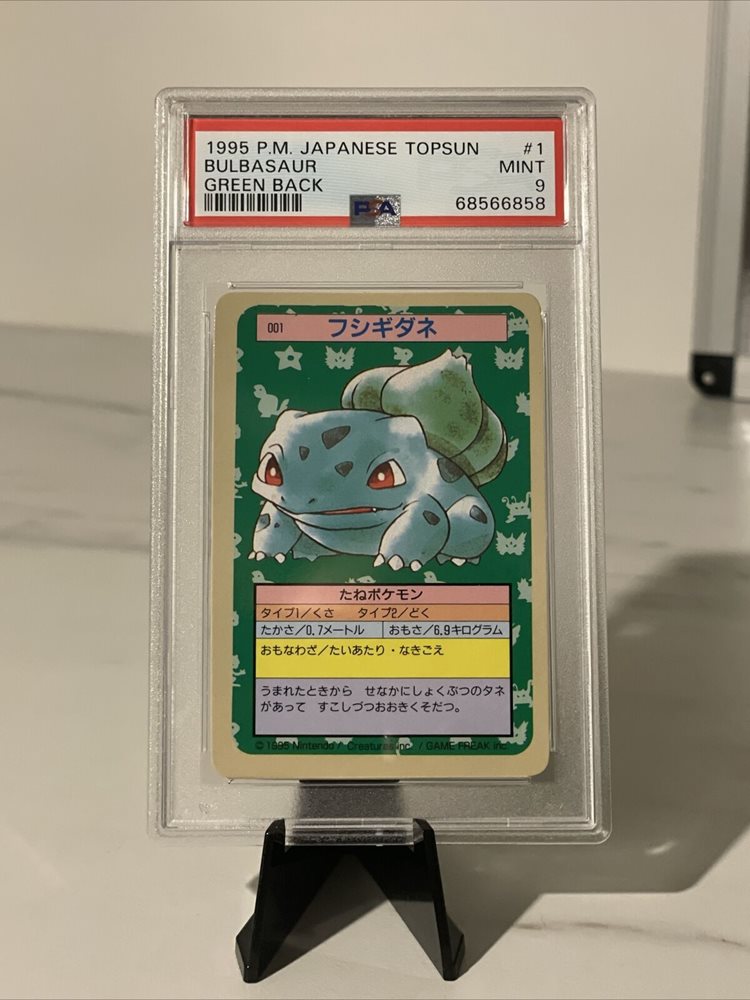 1995 P.M. JAPANESE TOPSUN #1
BULBASAUR MINT
GREEN BACK 9
PSA 68566858
001 フシギダネ
たねポケモン
タイプ1/くさ タイプ2/どく
たかさ/0.7メートル おもさ/6.9キログラム
おもなわざ/たいあたり・なきごえ
うまれたときから せなかにしょくぶつのタネ
があって すこしづつおおきくそだつ。
© 1995 Nintendo / Creatures inc. / GAME FREAK inc.